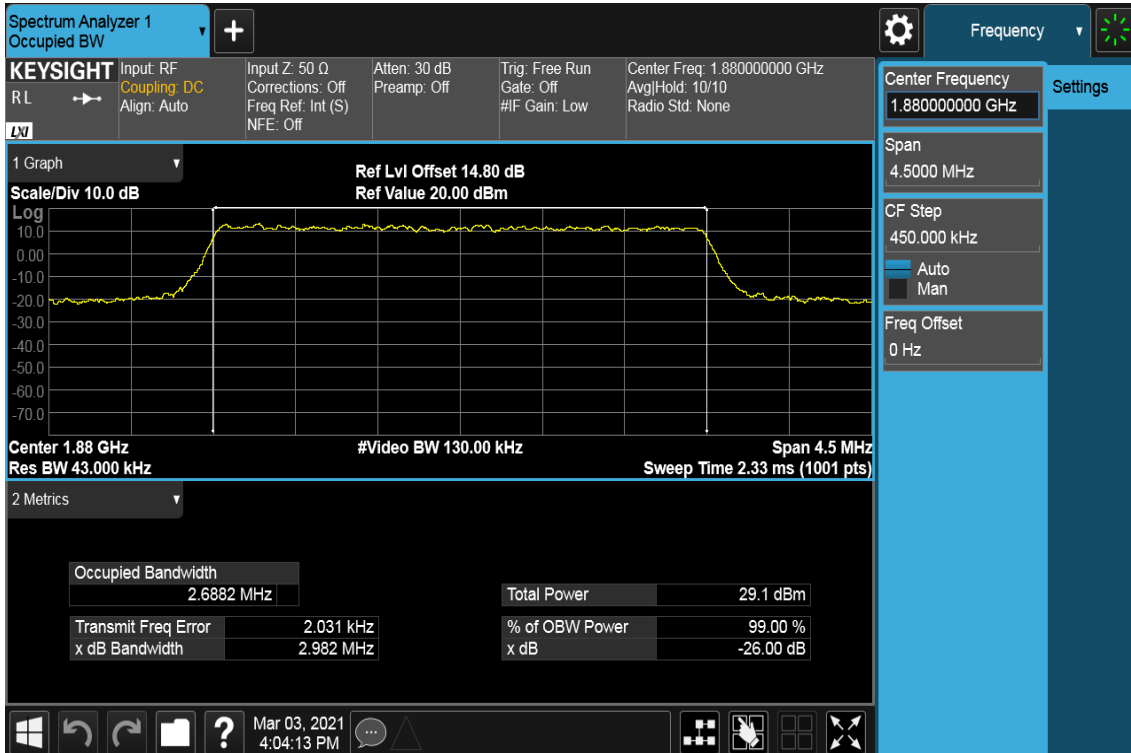 Spectrum Analyzer 1
Occupied BW
+
Frequency
KEYSIGHT
R L
LXI
Input: RF
Coupling: DC
Align: Auto
Input Z: 50 Ω
Corrections: Off
Freq Ref: Int (S)
NFE: Off
Atten: 30 dB
Preamp: Off
Trig: Free Run
Gate: Off
#IF Gain: Low
Center Freq: 1.880000000 GHz
Avg|Hold: 10/10
Radio Std: None
Center Frequency
1.880000000 GHz
Settings
Span
4.5000 MHz
CF Step
450.000 kHz
Auto
Man
Freq Offset
0 Hz
1 Graph
Scale/Div 10.0 dB
Ref Lvl Offset 14.80 dB
Ref Value 20.00 dBm
Log
10.0
0.00
-10.0
-20.0
-30.0
-40.0
-50.0
-60.0
-70.0
Center 1.88 GHz
#Video BW 130.00 kHz
Span 4.5 MHz
Res BW 43.000 kHz
Sweep Time 2.33 ms (1001 pts)
2 Metrics
Occupied Bandwidth
2.6882 MHz
Total Power 29.1 dBm
Transmit Freq Error 2.031 kHz
% of OBW Power 99.00 %
x dB Bandwidth 2.982 MHz
x dB -26.00 dB
?
Mar 03, 2021
4:04:13 PM